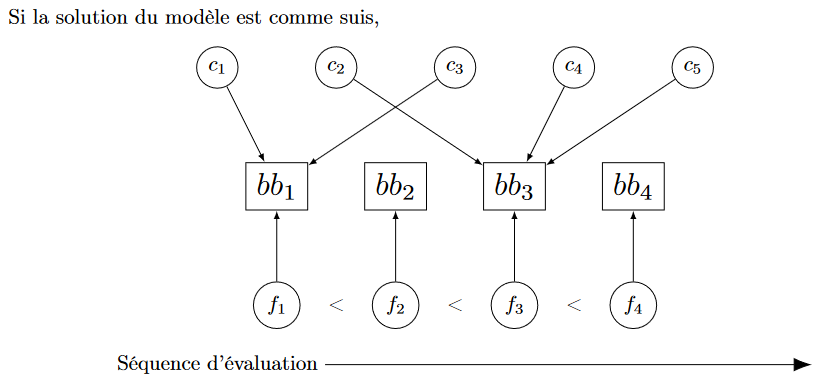 Si la solution du modèle est comme suis,
c₁ c₂ c₃ c₄ c₅
bb₁ bb₂ bb₃ bb₄
f₁ < f₂ < f₃ < f₄
Séquence d'évaluation